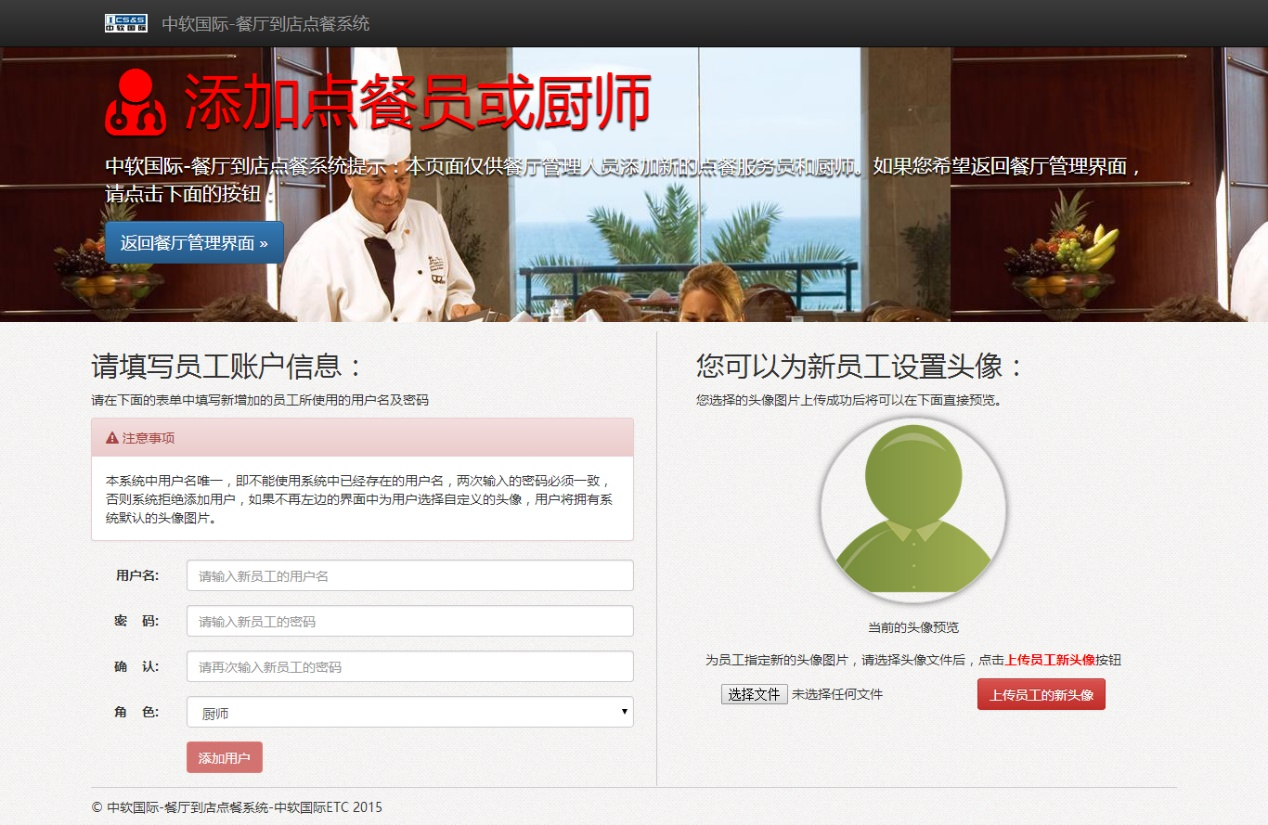 ICS&S
中软国际
中软国际-餐厅到店点餐系统
添加点餐员或厨师
中软国际-餐厅到店点餐系统提示：本页面仅供餐厅管理人员添加新的点餐服务员和厨师。如果您希望返回餐厅管理界面，
请点击下面的按钮：
返回餐厅管理界面 »
请填写员工账户信息：
请在下面的表单中填写新增加的员工所使用的用户名及密码
注意事项
本系统中用户名唯一，即不能使用系统中已经存在的用户名，两次输入的密码必须一致，
否则系统拒绝添加用户，如果不再左边的界面中为用户选择自定义的头像，用户将拥有系
统默认的头像图片。
用户名: 请输入新员工的用户名
密 码: 请输入新员工的密码
确 认: 请再次输入新员工的密码
角 色: 厨师
添加用户
您可以为新员工设置头像：
您选择的头像图片上传成功后将可以在下面直接预览。
当前的头像预览
为员工指定新的头像图片，请选择头像文件后，点击上传员工新头像按钮
选择文件 未选择任何文件
上传员工的新头像
© 中软国际-餐厅到店点餐系统-中软国际ETC 2015